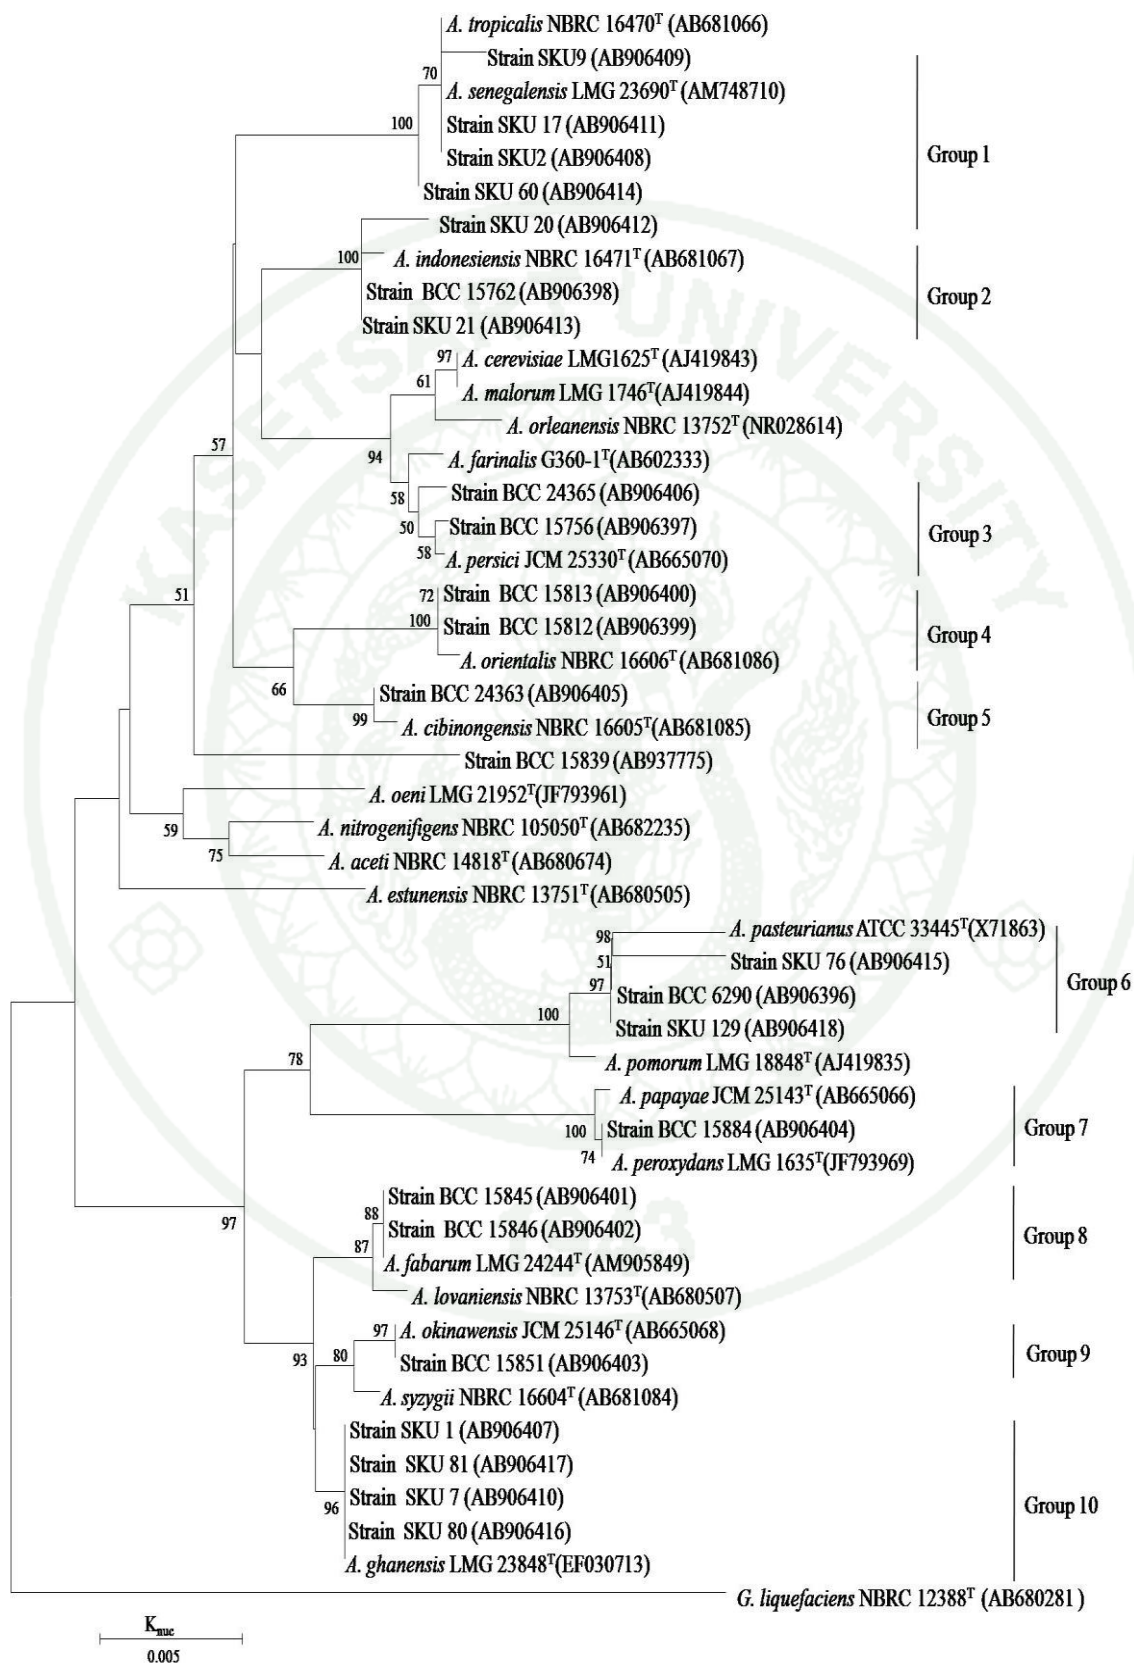 A. tropicalis NBRC 16470T (AB681066)
Strain SKU9 (AB906409)
70
A. senegalensis LMG 23690T (AM748710)
100
Strain SKU 17 (AB906411)
Strain SKU2 (AB906408)
Group 1
Strain SKU 60 (AB906414)
Strain SKU 20 (AB906412)
100
A. indonesiensis NBRC 16471T (AB681067)
Strain BCC 15762 (AB906398)
Group 2
Strain SKU 21 (AB906413)
97
A. cerevisiae LMG1625T (AJ419843)
61
A. malorum LMG 1746T (AJ419844)
A. orleanensis NBRC 13752T (NR028614)
57
94
A. farinalis G360-1T (AB602333)
58
Strain BCC 24365 (AB906406)
50
Strain BCC 15756 (AB906397)
Group 3
58
A. persici JCM 25330T (AB665070)
51
72
Strain BCC 15813 (AB906400)
100
Strain BCC 15812 (AB906399)
Group 4
A. orientalis NBRC 16606T (AB681086)
66
Strain BCC 24363 (AB906405)
99
A. cibinongensis NBRC 16605T (AB681085)
Group 5
Strain BCC 15839 (AB937775)
A. oeni LMG 21952T (JF793961)
59
A. nitrogenifigens NBRC 105050T (AB682235)
75
A. aceti NBRC 14818T (AB680674)
A. estunensis NBRC 13751T (AB680505)
98
A. pasteurianus ATCC 33445T (X71863)
51
Strain SKU 76 (AB906415)
Group 6
97
Strain BCC 6290 (AB906396)
100
Strain SKU 129 (AB906418)
78
A. pomorum LMG 18848T (AJ419835)
A. papayae JCM 25143T (AB665066)
100
Strain BCC 15884 (AB906404)
Group 7
74
A. peroxydans LMG 1635T (JF793969)
97
88
Strain BCC 15845 (AB906401)
Strain BCC 15846 (AB906402)
Group 8
87
A. fabarum LMG 24244T (AM905849)
A. lovaniensis NBRC 13753T (AB680507)
97
A. okinawensis JCM 25146T (AB665068)
93
80
Strain BCC 15851 (AB906403)
Group 9
A. syzygii NBRC 16604T (AB681084)
Strain SKU 1 (AB906407)
Strain SKU 81 (AB906417)
96
Strain SKU 7 (AB906410)
Group 10
Strain SKU 80 (AB906416)
A. ghanensis LMG 23848T (EF030713)
G. liquefaciens NBRC 12388T (AB680281)
Knuc
0.005
KASETSART UNIVERSITY
1943